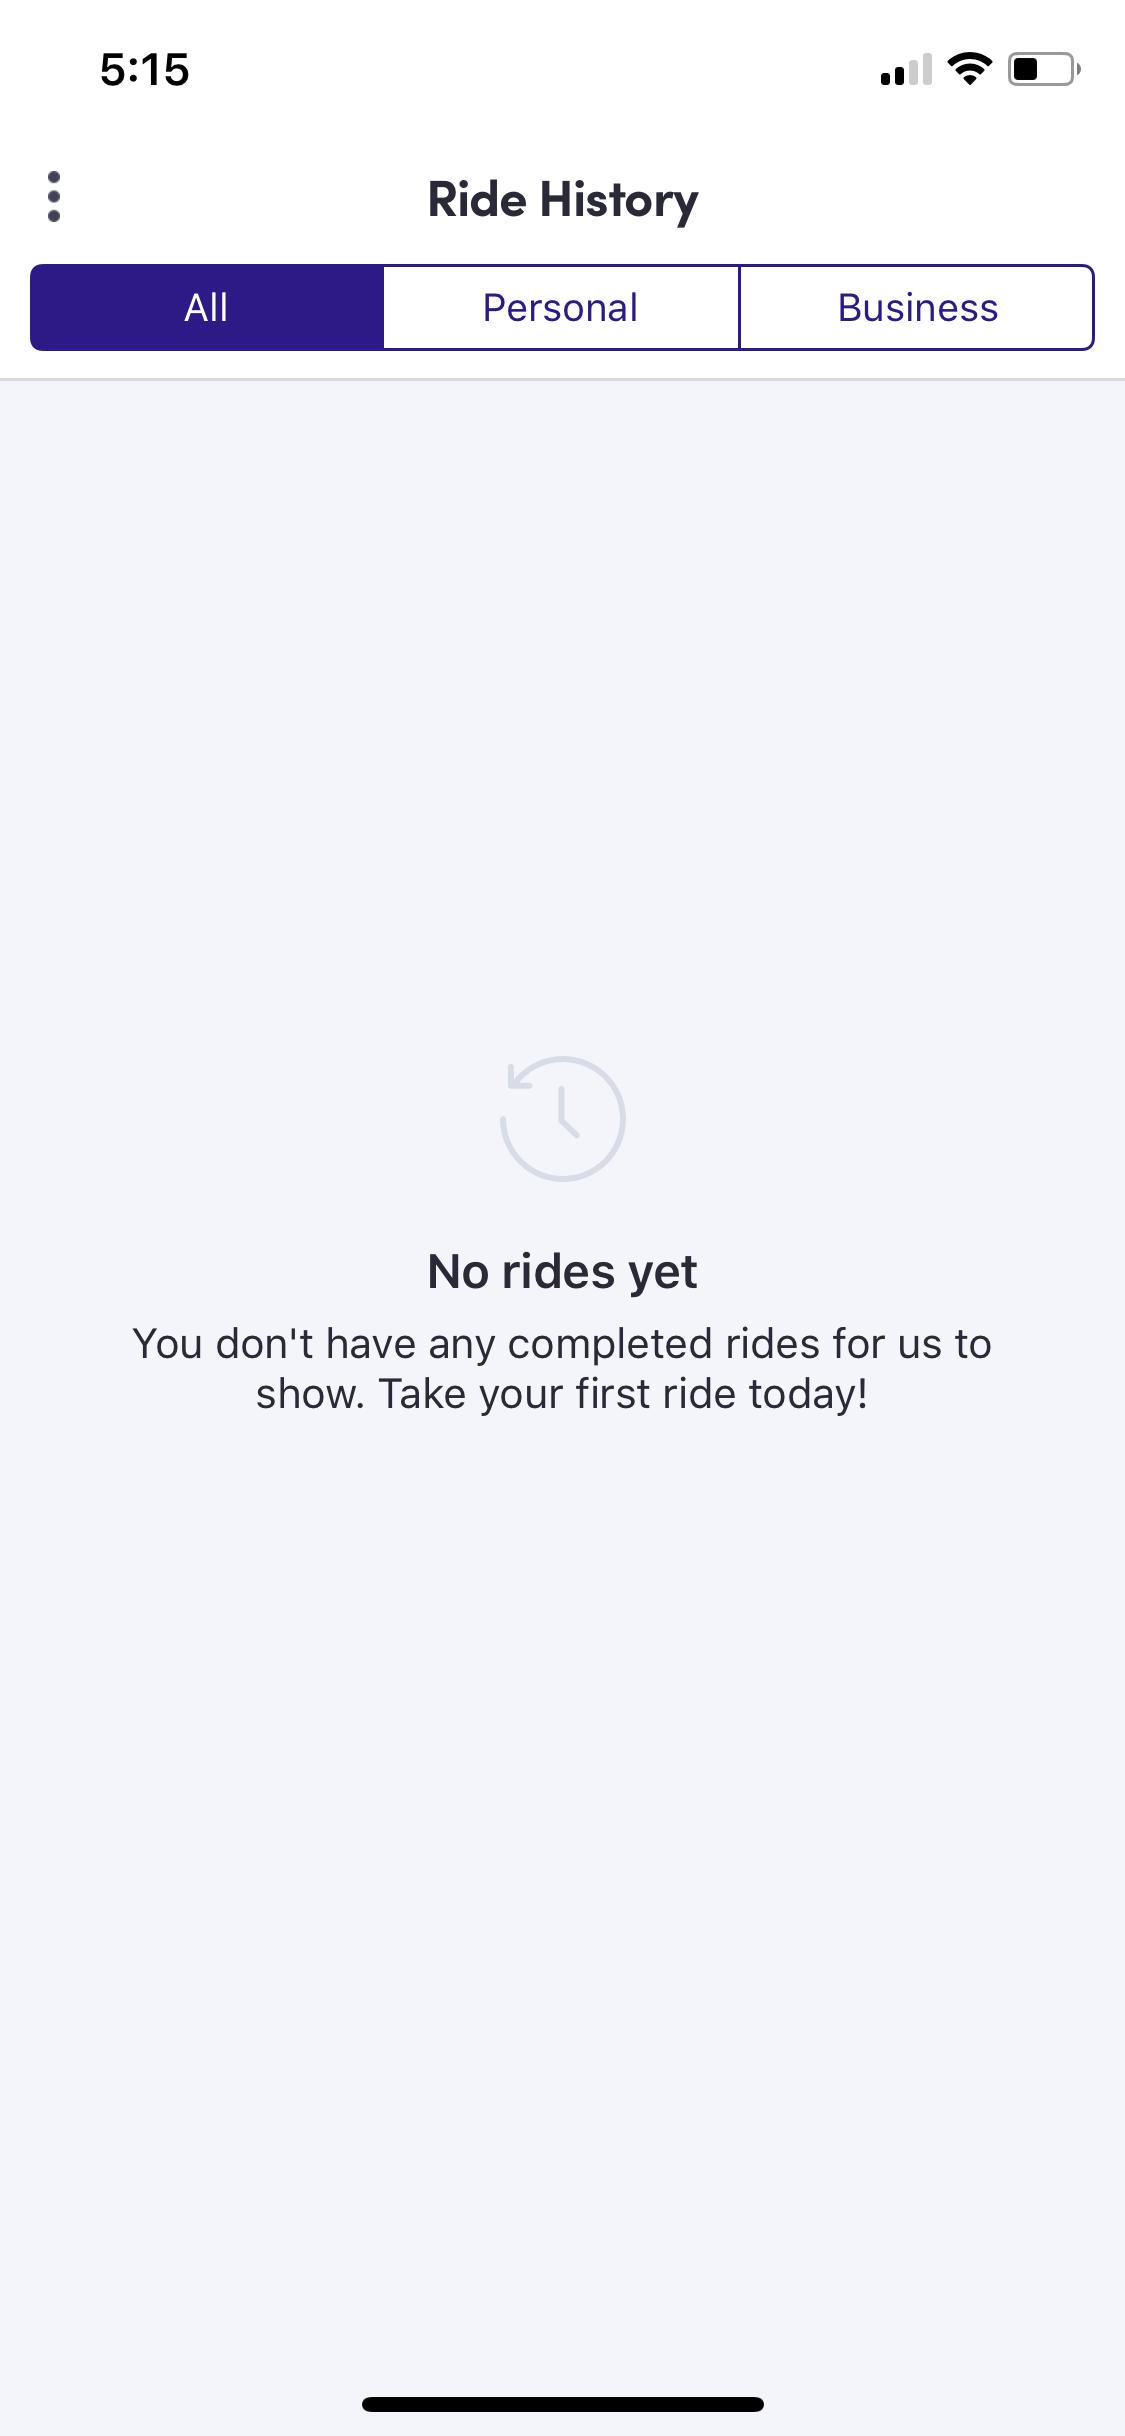 5:15
Ride History
All
Personal
Business
No rides yet
You don't have any completed rides for us to
show. Take your first ride today!